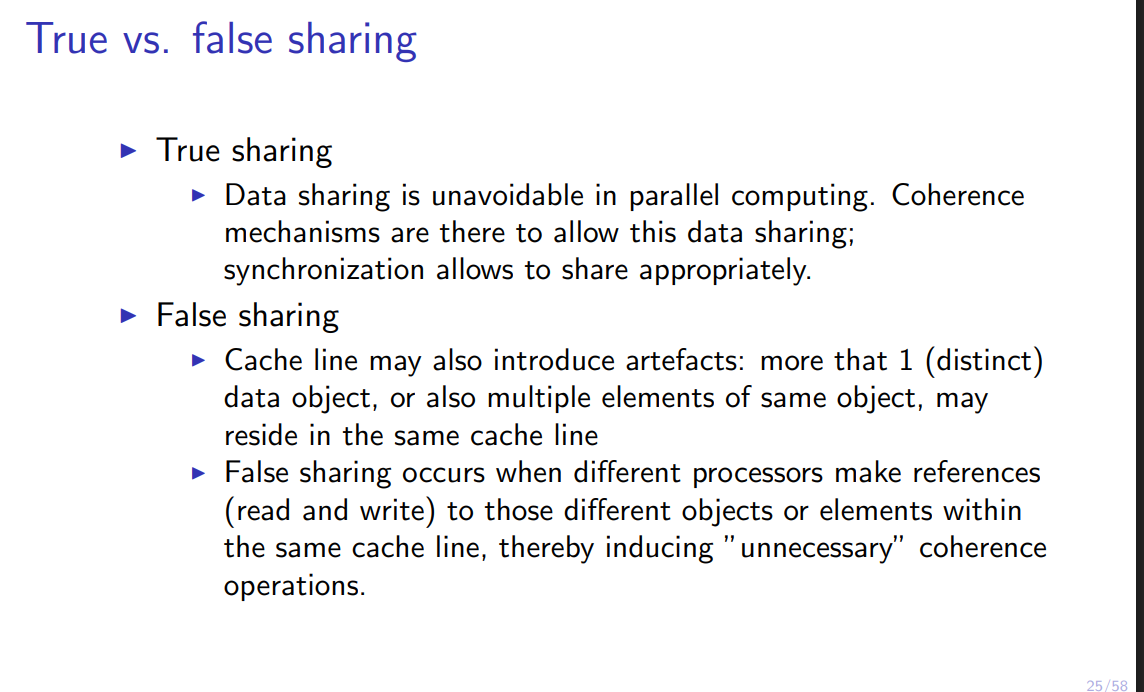 True vs. false sharing
▶ True sharing
▶ Data sharing is unavoidable in parallel computing. Coherence
mechanisms are there to allow this data sharing;
synchronization allows to share appropriately.
▶ False sharing
▶ Cache line may also introduce artefacts: more that 1 (distinct)
data object, or also multiple elements of same object, may
reside in the same cache line
▶ False sharing occurs when different processors make references
(read and write) to those different objects or elements within
the same cache line, thereby inducing ”unnecessary” coherence
operations.
25/58